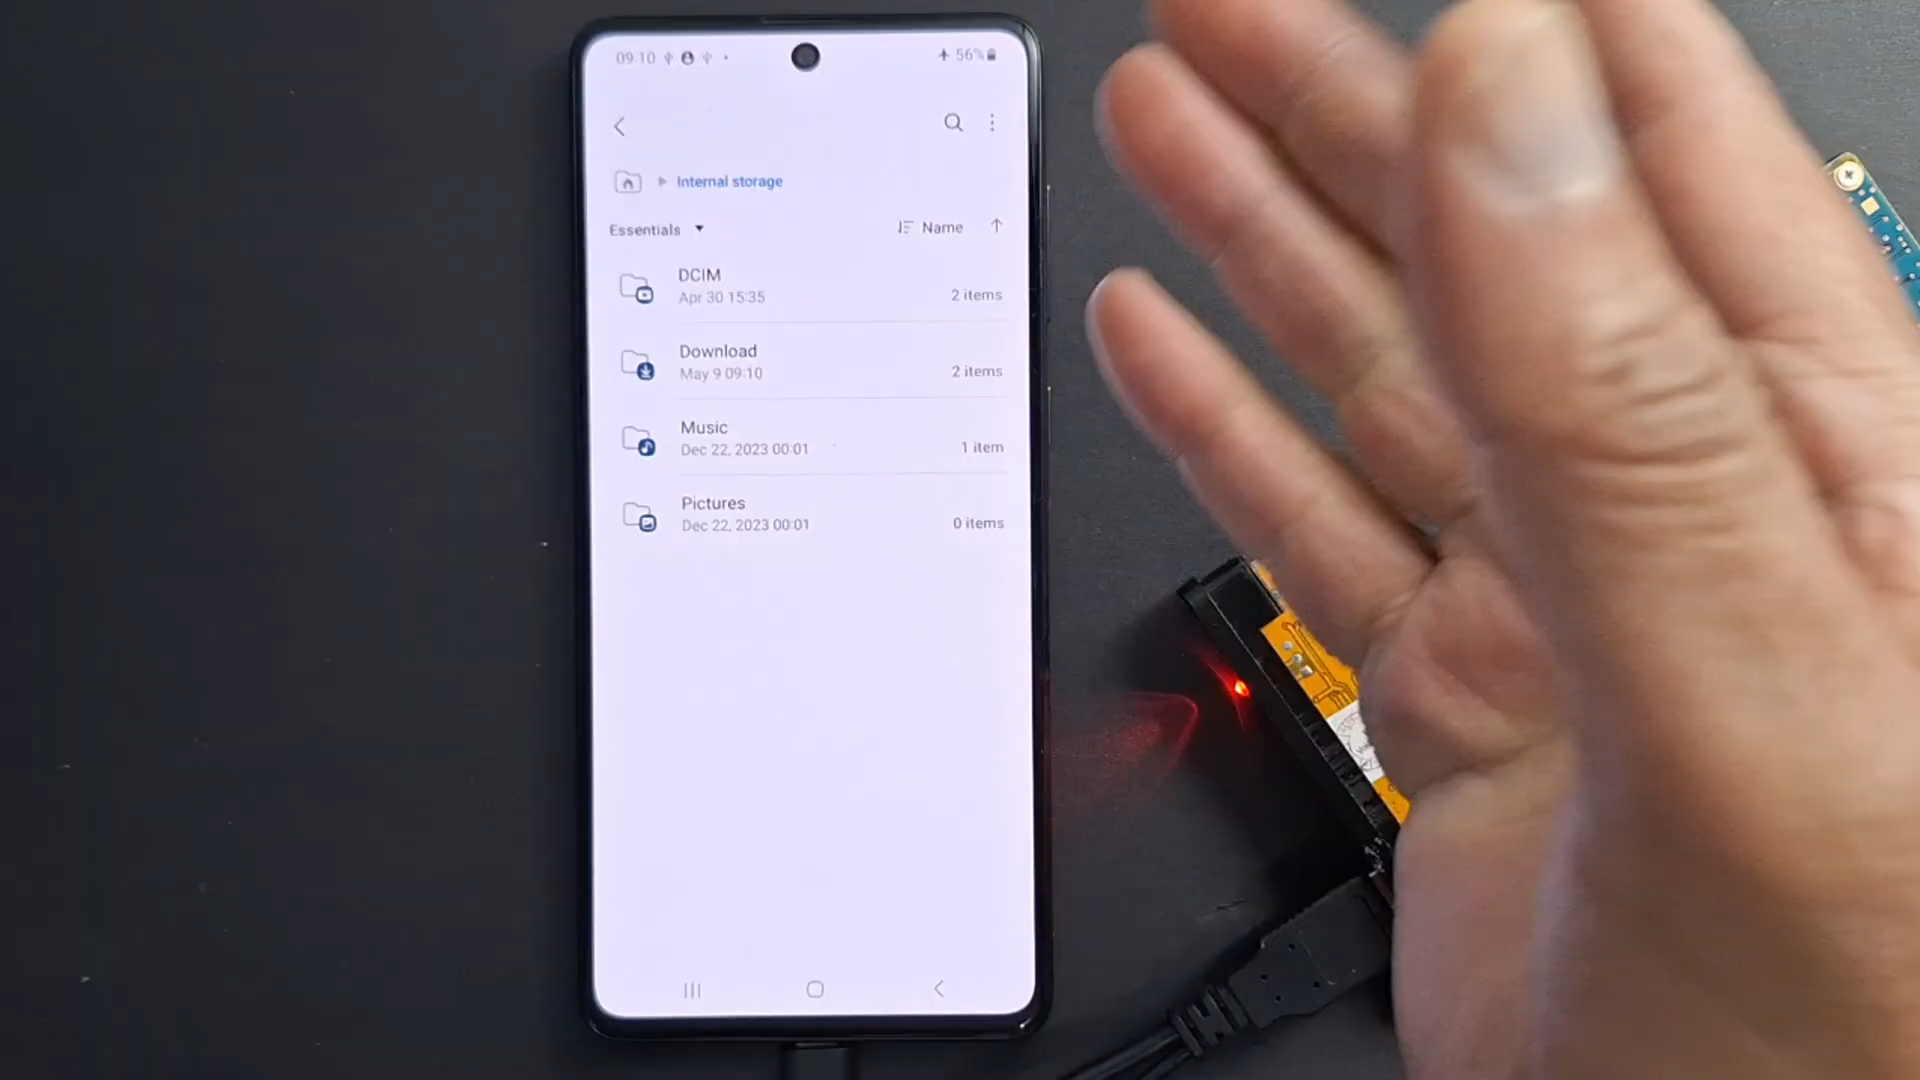 09:10
56%
Internal storage
Essentials
Name
DCIM
Apr 30 15:35
2 items
Download
May 9 09:10
2 items
Music
Dec 22, 2023 00:01
1 item
Pictures
Dec 22, 2023 00:01
0 items